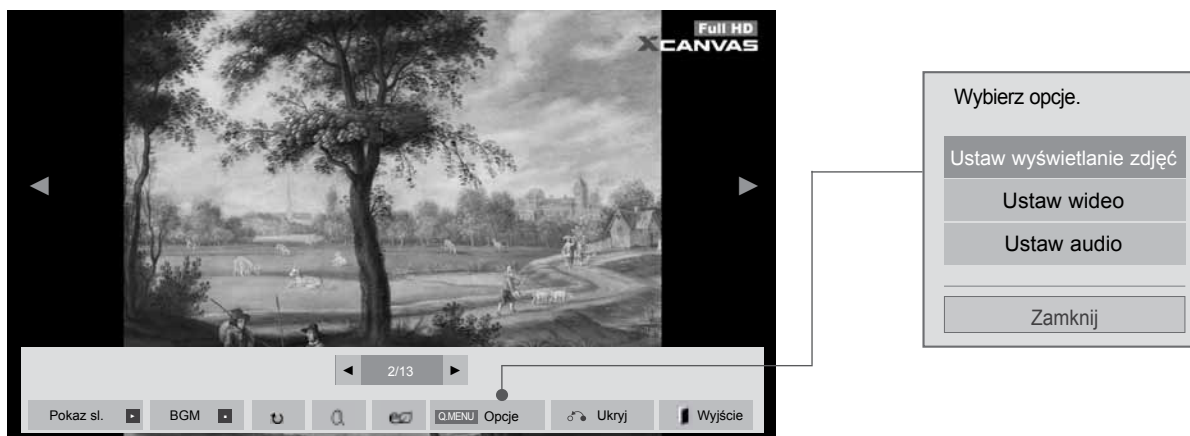 Full HD
XCANVAS
2/13
Pokaz sl.
BGM
Q.MENU Opcje
Ukryj
Wyjście
Wybierz opcje.
Ustaw wyświetlanie zdjęć
Ustaw wideo
Ustaw audio
Zamknij